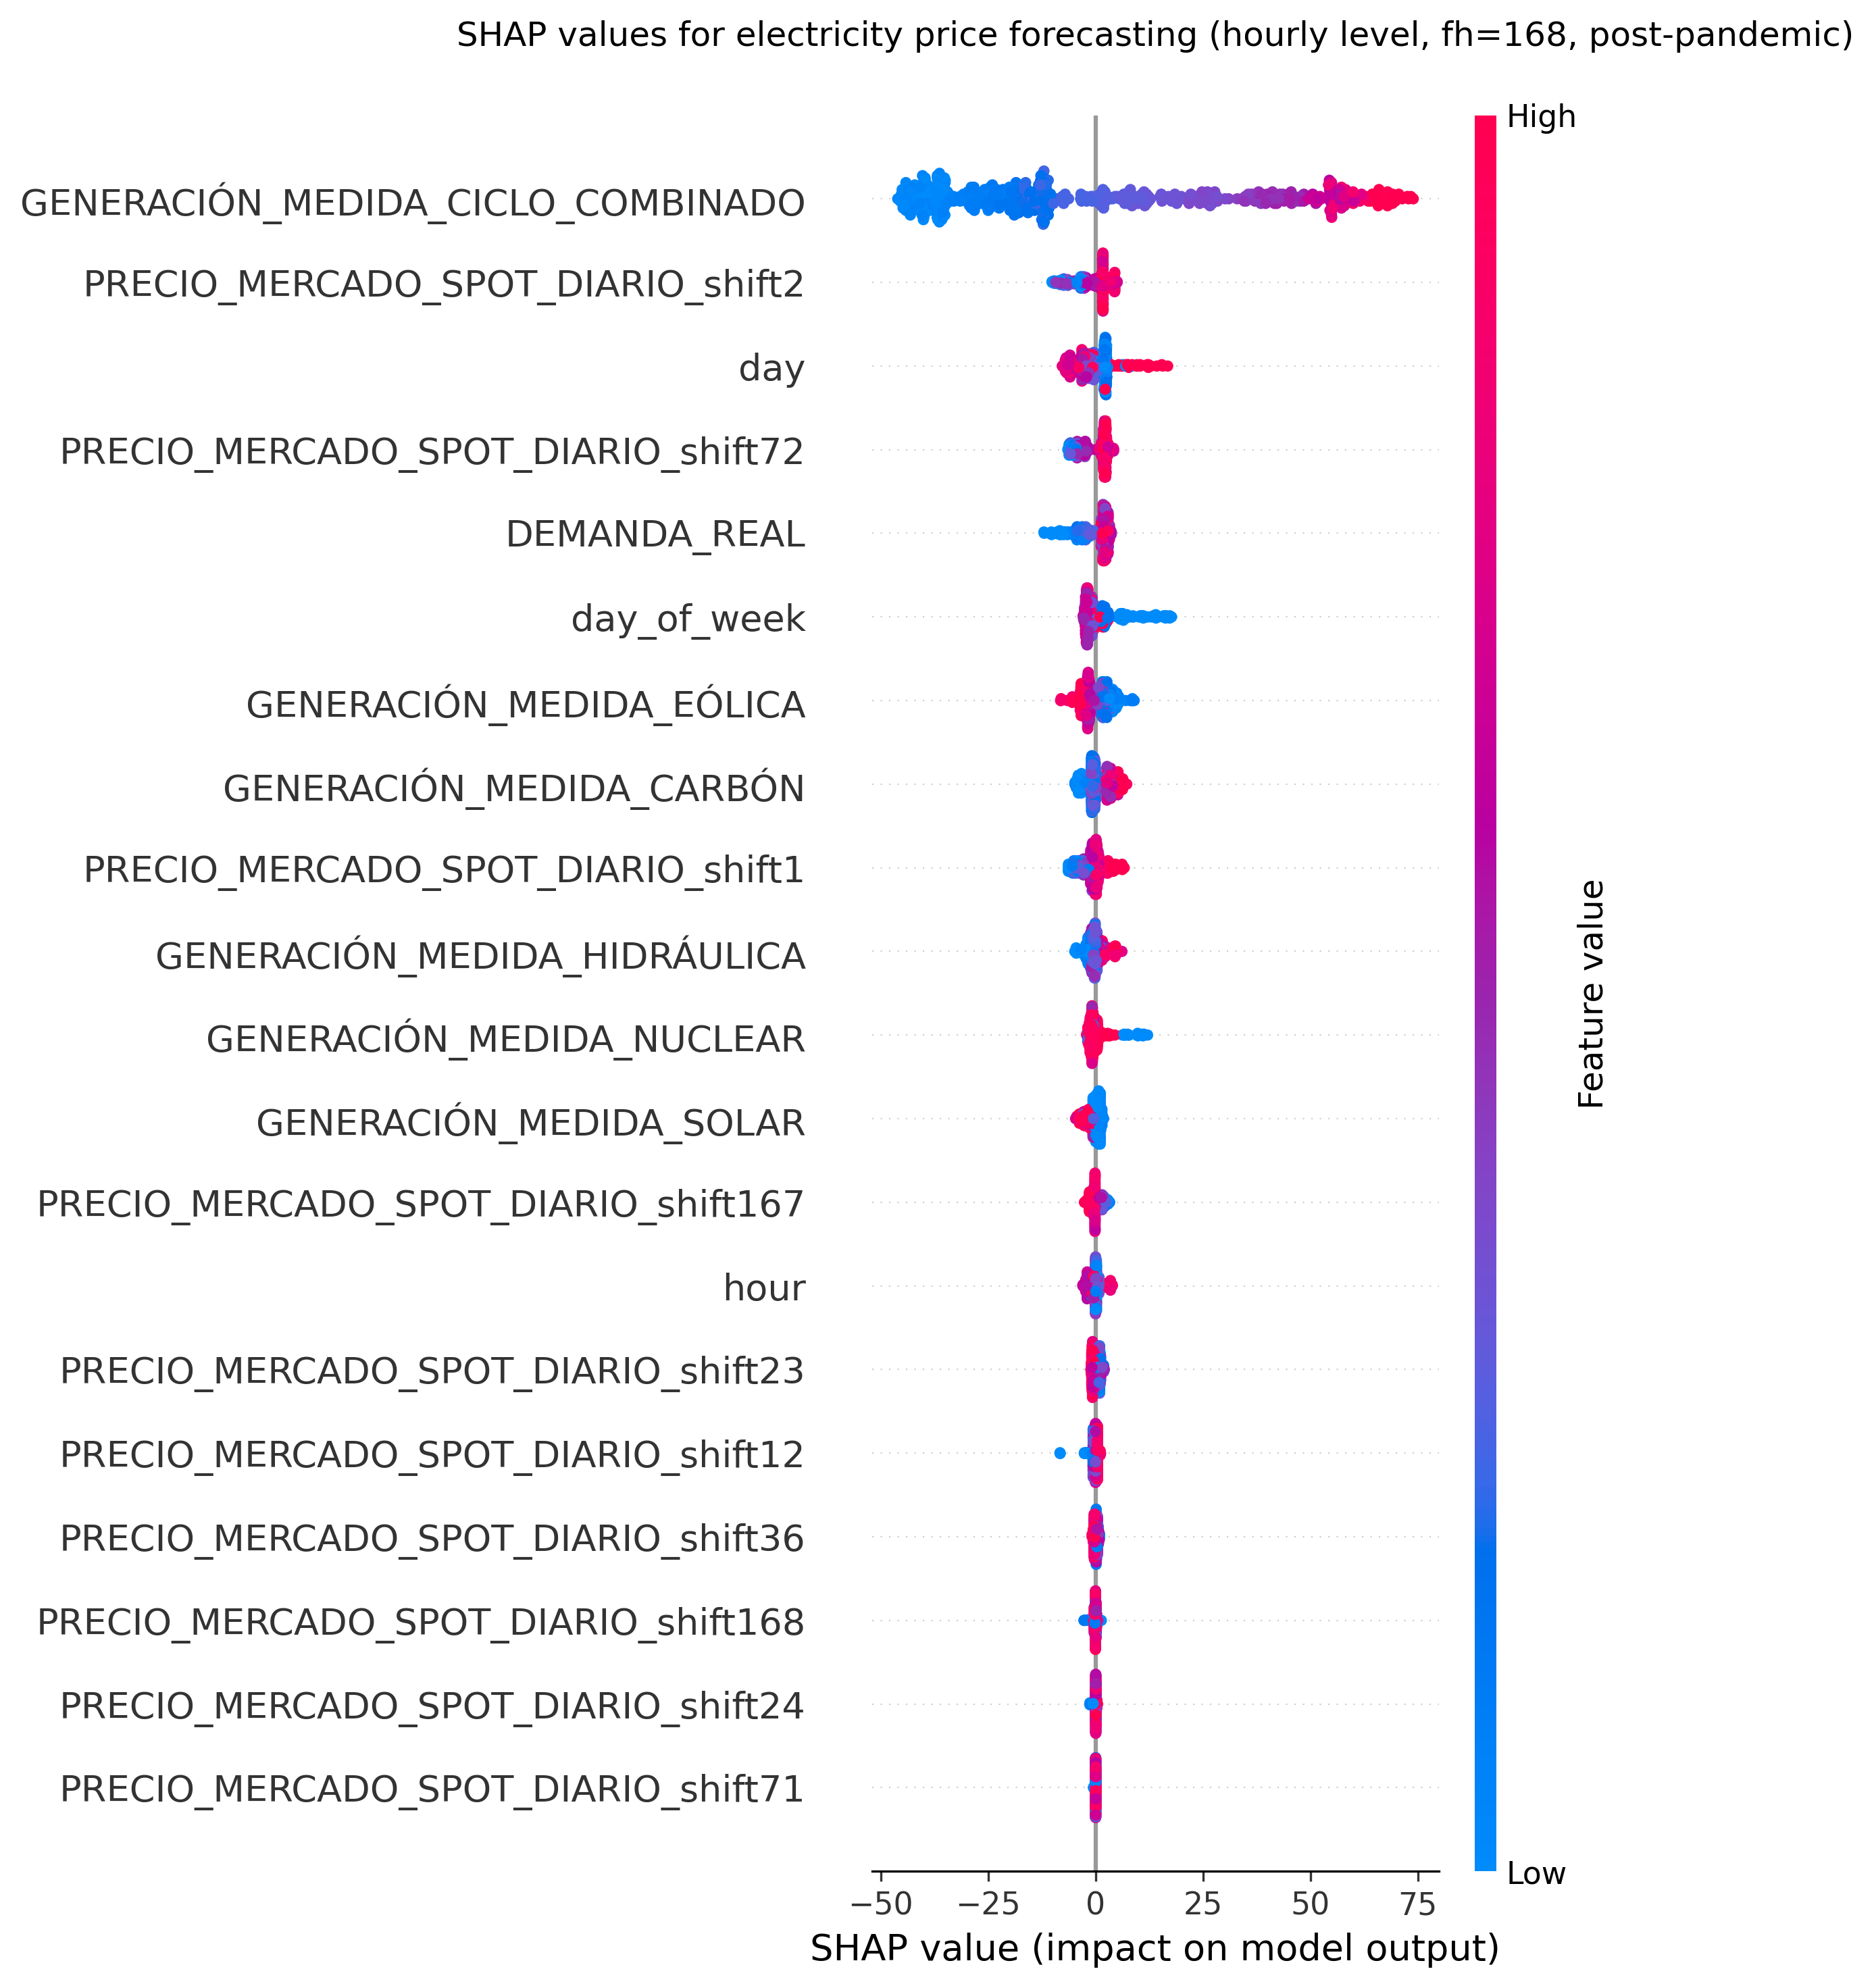 SHAP values for electricity price forecasting (hourly level, fh=168, post-pandemic)
High
GENERACIÓN_MEDIDA_CICLO_COMBINADO
PRECIO_MERCADO_SPOT_DIARIO_shift2
day
PRECIO_MERCADO_SPOT_DIARIO_shift72
DEMANDA_REAL
day_of_week
GENERACIÓN_MEDIDA_EÓLICA
GENERACIÓN_MEDIDA_CARBÓN
PRECIO_MERCADO_SPOT_DIARIO_shift1
GENERACIÓN_MEDIDA_HIDRÁULICA
GENERACIÓN_MEDIDA_NUCLEAR
GENERACIÓN_MEDIDA_SOLAR
PRECIO_MERCADO_SPOT_DIARIO_shift167
hour
PRECIO_MERCADO_SPOT_DIARIO_shift23
PRECIO_MERCADO_SPOT_DIARIO_shift12
PRECIO_MERCADO_SPOT_DIARIO_shift36
PRECIO_MERCADO_SPOT_DIARIO_shift168
PRECIO_MERCADO_SPOT_DIARIO_shift24
PRECIO_MERCADO_SPOT_DIARIO_shift71
Feature value
Low
−50 −25 0 25 50 75
SHAP value (impact on model output)